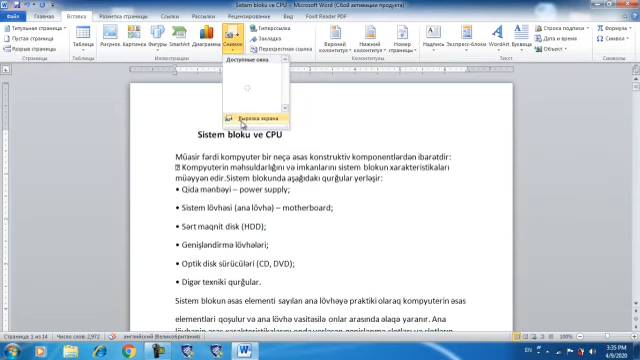 Sistem bloku ve CPU - Microsoft Word (Сбой активации продукта)
Файл Главная Вставка Разметка страницы Ссылки Рассылки Рецензирование Вид Foxit Reader PDF
Титульная страница
Пустая страница
Разрыв страницы
Таблица
Рисунок Картинка Фигуры SmartArt Диаграмма Снимок
Гиперссылка
Закладка
Перекрестная ссылка
Верхний колонтитул
Нижний колонтитул
Номер страницы
Надпись Экспресс-блоки WordArt Буквица
Строка подписи
Дата и время
Объект
Формула
Символ
Страницы
Таблицы
Колонтитулы
Текст
Символы
Доступные окна
Вырезка экрана
Sistem bloku ve CPU
Müasir fərdi kompyuter bir neçə əsas konstruktiv komponentlərdən ibarətdir:
Kompyuterin məhsuldarlığını və imkanlarını sistem blokun xarakteristikaları
müəyyən edir.Sistem blokunda aşağıdakı qurğular yerləşir:
• Qida mənbəyi – power supply;
• Sistem lövhəsi (ana lövhə) – motherboard;
• Sərt maqnit disk (HDD);
• Genişləndirmə lövhələri;
• Optik disk sürücüləri (CD, DVD);
• Digər texniki qurğular.
Sistem blokun əsas elementi sayılan ana lövhəyə praktiki olaraq kompyuterin əsas
elementləri qoşulur və ana lövhə vasitəsilə onlar arasında əlaqə yaranır. Ana
Страница: 1 из 14 Число слов: 2,972 английский (Великобритания) 100%
EN
3:35 PM
4/9/2020